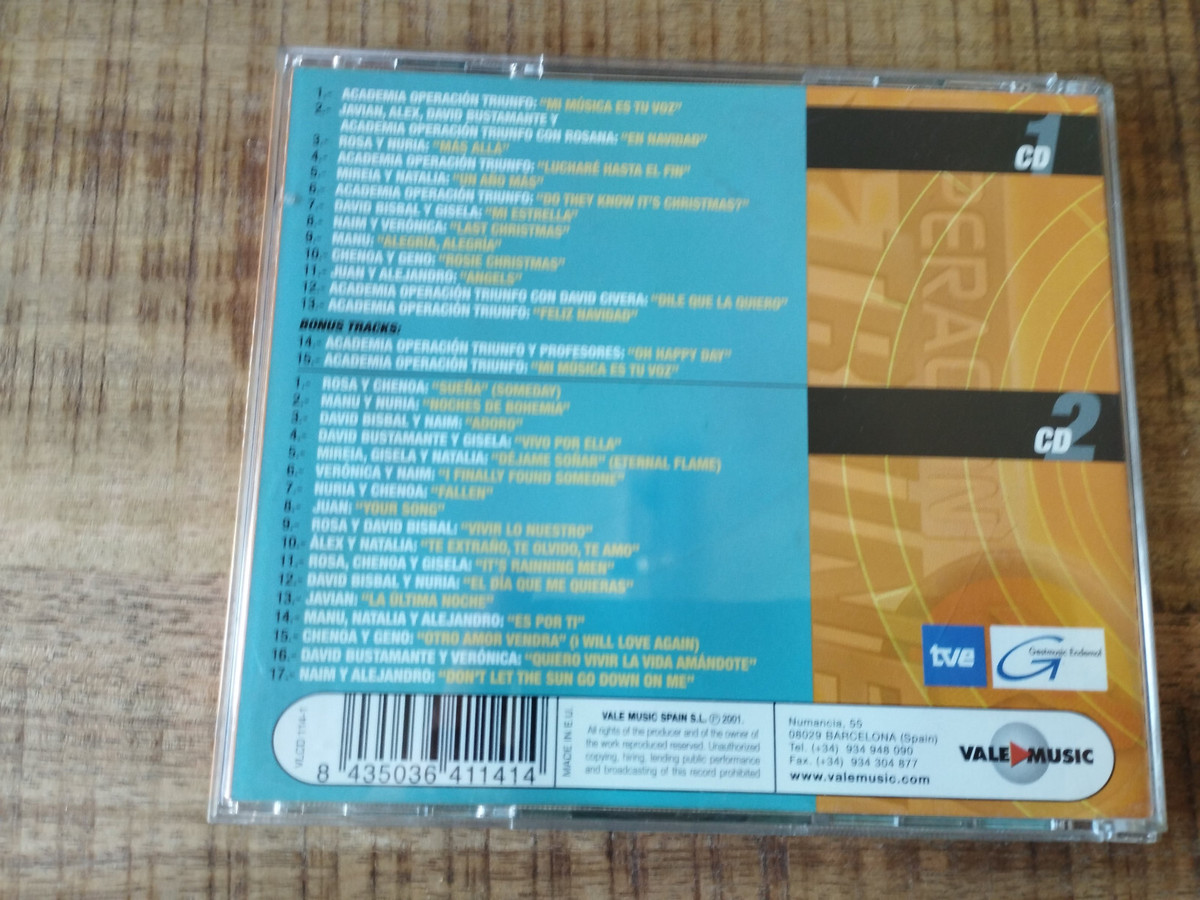 1.- ACADEMIA OPERACIÓN TRIUNFO: "MI MÚSICA ES TU VOZ"
2.- JAVIAN, ALEX, DAVID BUSTAMANTE Y
ACADEMIA OPERACIÓN TRIUNFO CON ROSANA: "EN NAVIDAD"
3.- ROSA Y NURIA: "MAS ALLA"
4.- ACADEMIA OPERACIÓN TRIUNFO: "LUCHARÉ HASTA EL FIN"
5.- MIREIA Y NATALIA: "UN AÑO MÁS"
6.- ACADEMIA OPERACIÓN TRIUNFO: "DO THEY KNOW IT'S CHRISTMAS?"
7.- DAVID BISBAL Y GISELA: "MI ESTRELLA"
8.- NAIM Y VERÓNICA: "LAST CHRISTMAS"
9.- MANU: "ALEGRÍA, ALEGRÍA"
10.- CHENOA Y GENO: "ROSIE CHRISTMAS"
11.- JUAN Y ALEJANDRO: "ANGELS"
12.- ACADEMIA OPERACIÓN TRIUNFO CON DAVID CIVERA: "DILE QUE LA QUIERO"
13.- ACADEMIA OPERACIÓN TRIUNFO: "FELIZ NAVIDAD"
BONUS TRACKS:
14.- ACADEMIA OPERACIÓN TRIUNFO Y PROFESORES: "OH HAPPY DAY"
15.- ACADEMIA OPERACIÓN TRIUNFO: "MI MÚSICA ES TU VOZ"
CD 1
1.- ROSA Y CHENOA: "SUEÑA" (SOMEDAY)
2.- MANU Y NURIA: "NOCHES DE BOHEMIA"
3.- DAVID BISBAL Y NAIM: "ADORO"
4.- DAVID BUSTAMANTE Y GISELA: "VIVO POR ELLA"
5.- MIREIA, GISELA Y NATALIA: "DÉJAME SOÑAR" (ETERNAL FLAME)
6.- VERÓNICA Y NAIM: "I FINALLY FOUND SOMEONE"
7.- NURIA Y CHENOA: "FALLEN"
8.- JUAN: "YOUR SONG"
9.- ROSA Y DAVID BISBAL: "VIVIR LO NUESTRO"
10.- ÀLEX Y NATALIA: "TE EXTRAÑO, TE OLVIDO, TE AMO"
11.- ROSA, CHENOA Y GISELA: "IT'S RAINNING MEN"
12.- DAVID BISBAL Y NURIA: "EL DÍA QUE ME QUIERAS"
13.- JAVIAN: "LA ÚLTIMA NOCHE"
14.- MANU, NATALIA Y ALEJANDRO: "ES POR TI"
15.- CHENOA Y GENO: "OTRO AMOR VENDRA" (I WILL LOVE AGAIN)
16.- DAVID BUSTAMANTE Y VERÓNICA: "QUIERO VIVIR LA VIDA AMÁNDOTE"
17.- NAIM Y ALEJANDRO: "DON'T LET THE SUN GO DOWN ON ME"
CD 2
OPERACIÓN
TRIUNFO
tve
G Gestmusic Endemol
VLCD 114-1
8 435036 411414
MADE IN E.U.
VALE MUSIC SPAIN S.L. ℗ 2001.
All rights of the producer and of the owner of
the work reproduced reserved. Unauthorized
copying, hiring, lending public performance
and broadcasting of this record prohibited
Numancia, 55
08029 BARCELONA (Spain)
Tel. (+34) 934 948 090
Fax. (+34) 934 304 877
www.valemusic.com
VALE MUSIC